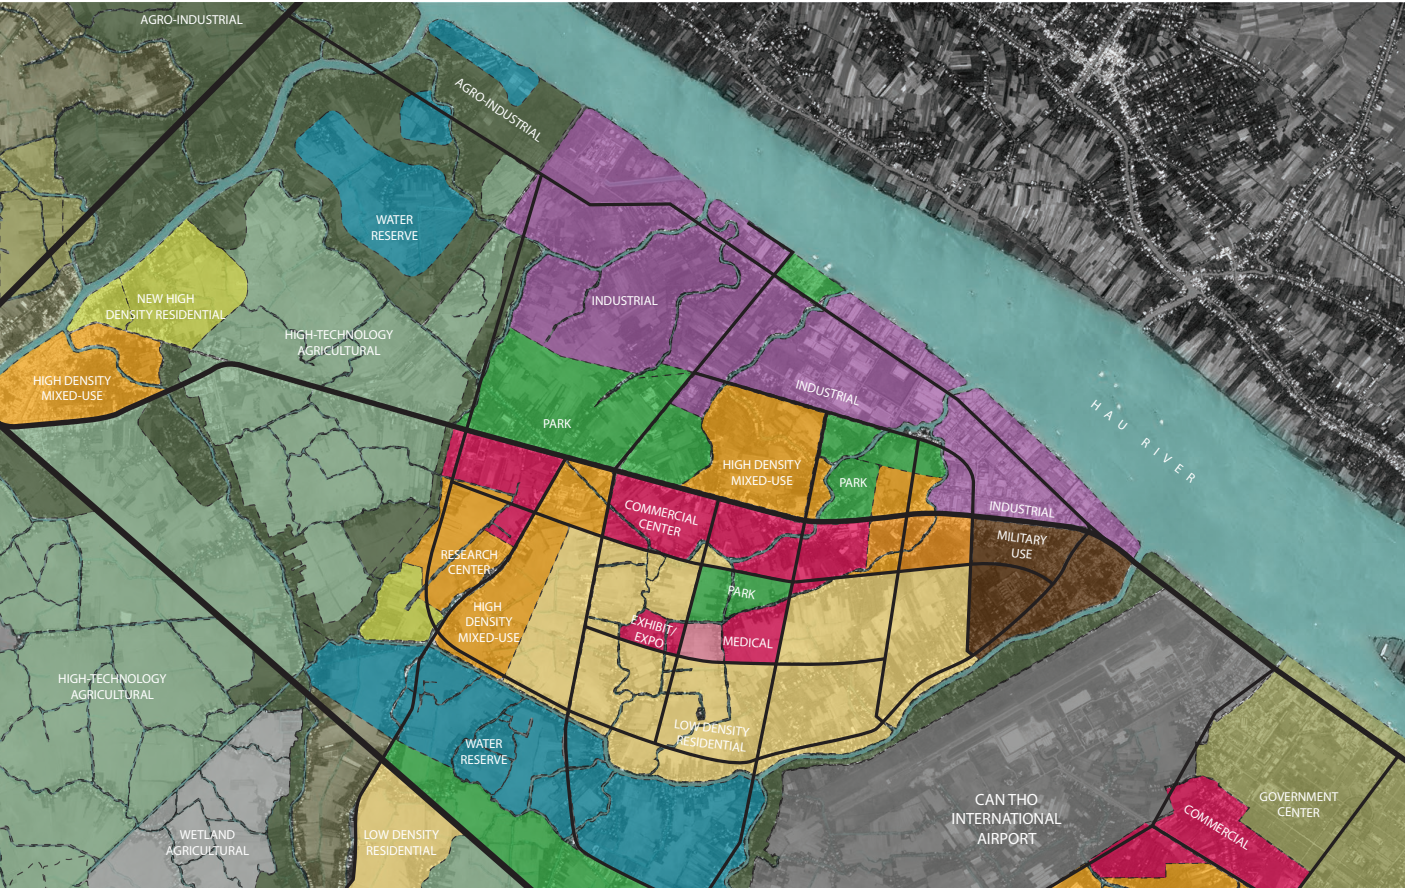 AGRO-INDUSTRIAL
AGRO-INDUSTRIAL
WATER
RESERVE
NEW HIGH
DENSITY RESIDENTIAL
INDUSTRIAL
HIGH-TECHNOLOGY
AGRICULTURAL
HIGH DENSITY
MIXED-USE
INDUSTRIAL
HAU RIVER
PARK
HIGH DENSITY
MIXED-USE
PARK
COMMERCIAL
CENTER
INDUSTRIAL
MILITARY
USE
RESEARCH
CENTER
PARK
HIGH
DENSITY
MIXED-USE
EXHIBIT/
EXPO
MEDICAL
HIGH-TECHNOLOGY
AGRICULTURAL
LOW DENSITY
RESIDENTIAL
WATER
RESERVE
CAN THO
INTERNATIONAL
AIRPORT
GOVERNMENT
CENTER
COMMERCIAL
WETLAND
AGRICULTURAL
LOW DENSITY
RESIDENTIAL